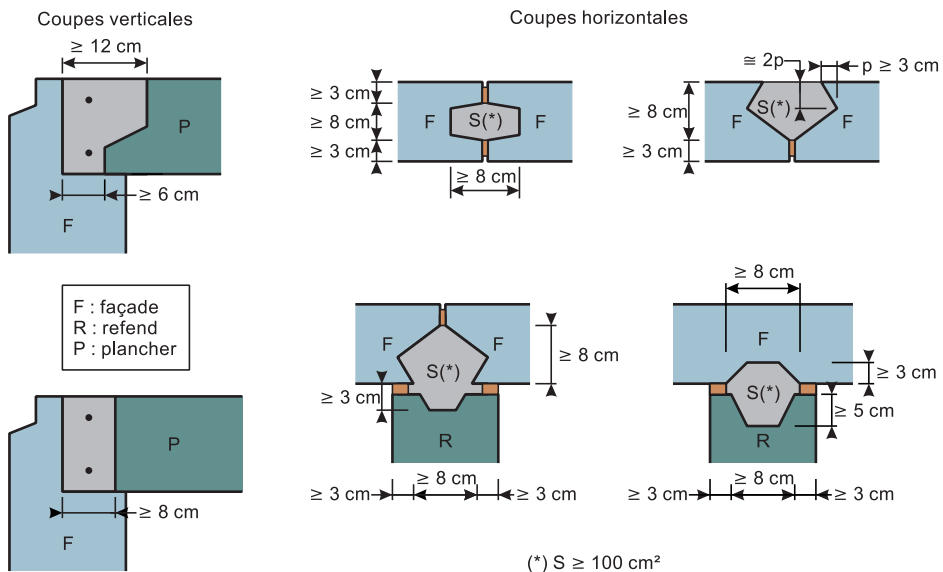 Coupes verticales
≥ 12 cm
P
≥ 6 cm
F
F : façade
R : refend
P : plancher
P
≥ 8 cm
F
Coupes horizontales
≥ 3 cm
≥ 8 cm
≥ 3 cm
F
S(*)
F
≥ 8 cm
≅ 2p
p ≥ 3 cm
≥ 8 cm
≥ 3 cm
F
S(*)
F
F
F
S(*)
≥ 8 cm
≥ 3 cm
R
≥ 3 cm
≥ 8 cm
≥ 3 cm
≥ 8 cm
F
≥ 3 cm
S(*)
≥ 5 cm
R
≥ 3 cm
≥ 8 cm
≥ 3 cm
(*) S ≥ 100 cm²